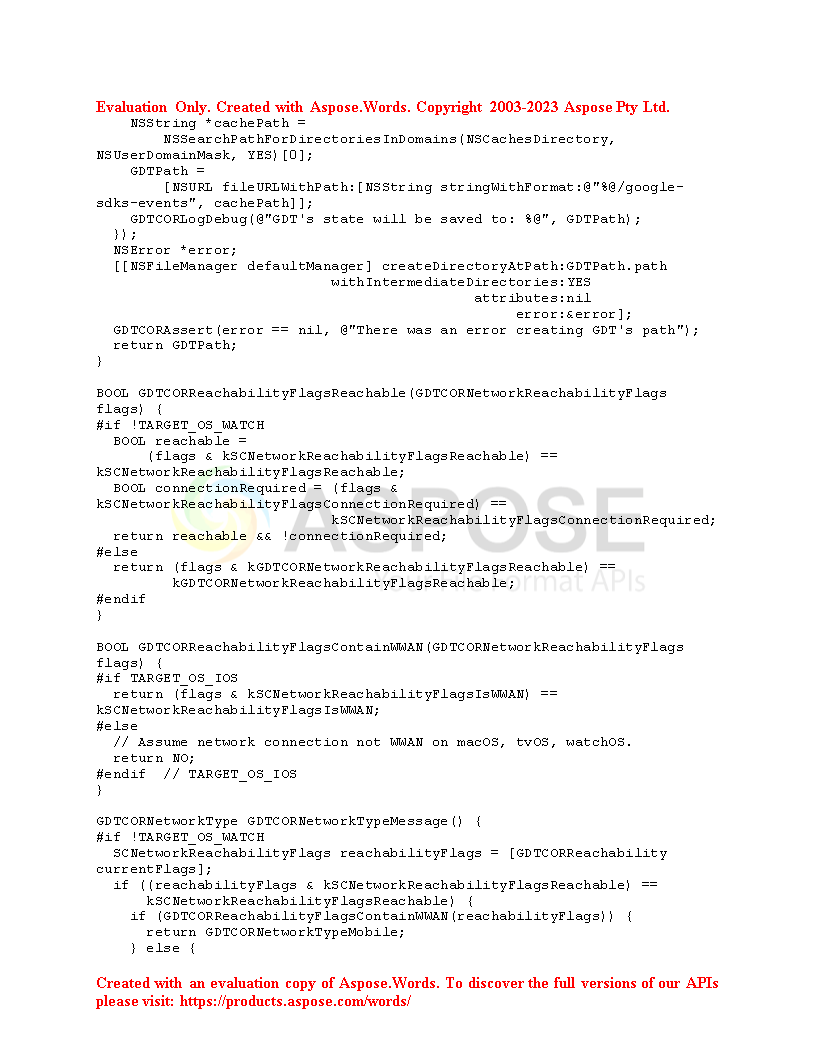 Evaluation Only. Created with Aspose.Words. Copyright 2003-2023 Aspose Pty Ltd.
    NSString *cachePath =
        NSSearchPathForDirectoriesInDomains(NSCachesDirectory,
NSUserDomainMask, YES)[0];
    GDTPath =
        [NSURL fileURLWithPath:[NSString stringWithFormat:@"%@/google-
sdks-events", cachePath]];
    GDTCORLogDebug(@"GDT's state will be saved to: %@", GDTPath);
  });
  NSError *error;
  [[NSFileManager defaultManager] createDirectoryAtPath:GDTPath.path
                            withIntermediateDirectories:YES
                                             attributes:nil
                                                  error:&error];
  GDTCORAssert(error == nil, @"There was an error creating GDT's path");
  return GDTPath;
}

BOOL GDTCORReachabilityFlagsReachable(GDTCORNetworkReachabilityFlags
flags) {
#if !TARGET_OS_WATCH
  BOOL reachable =
      (flags & kSCNetworkReachabilityFlagsReachable) ==
kSCNetworkReachabilityFlagsReachable;
  BOOL connectionRequired = (flags &
kSCNetworkReachabilityFlagsConnectionRequired) ==
                            kSCNetworkReachabilityFlagsConnectionRequired;
  return reachable && !connectionRequired;
#else
  return (flags & kGDTCORNetworkReachabilityFlagsReachable) ==
         kGDTCORNetworkReachabilityFlagsReachable;
#endif
}

BOOL GDTCORReachabilityFlagsContainWWAN(GDTCORNetworkReachabilityFlags
flags) {
#if TARGET_OS_IOS
  return (flags & kSCNetworkReachabilityFlagsIsWWAN) ==
kSCNetworkReachabilityFlagsIsWWAN;
#else
  // Assume network connection not WWAN on macOS, tvOS, watchOS.
  return NO;
#endif  // TARGET_OS_IOS
}

GDTCORNetworkType GDTCORNetworkTypeMessage() {
#if !TARGET_OS_WATCH
  SCNetworkReachabilityFlags reachabilityFlags = [GDTCORReachability
currentFlags];
  if ((reachabilityFlags & kSCNetworkReachabilityFlagsReachable) ==
      kSCNetworkReachabilityFlagsReachable) {
    if (GDTCORReachabilityFlagsContainWWAN(reachabilityFlags)) {
      return GDTCORNetworkTypeMobile;
    } else {
ASPOSE
Format APIs
Created with an evaluation copy of Aspose.Words. To discover the full versions of our APIs
please visit: https://products.aspose.com/words/